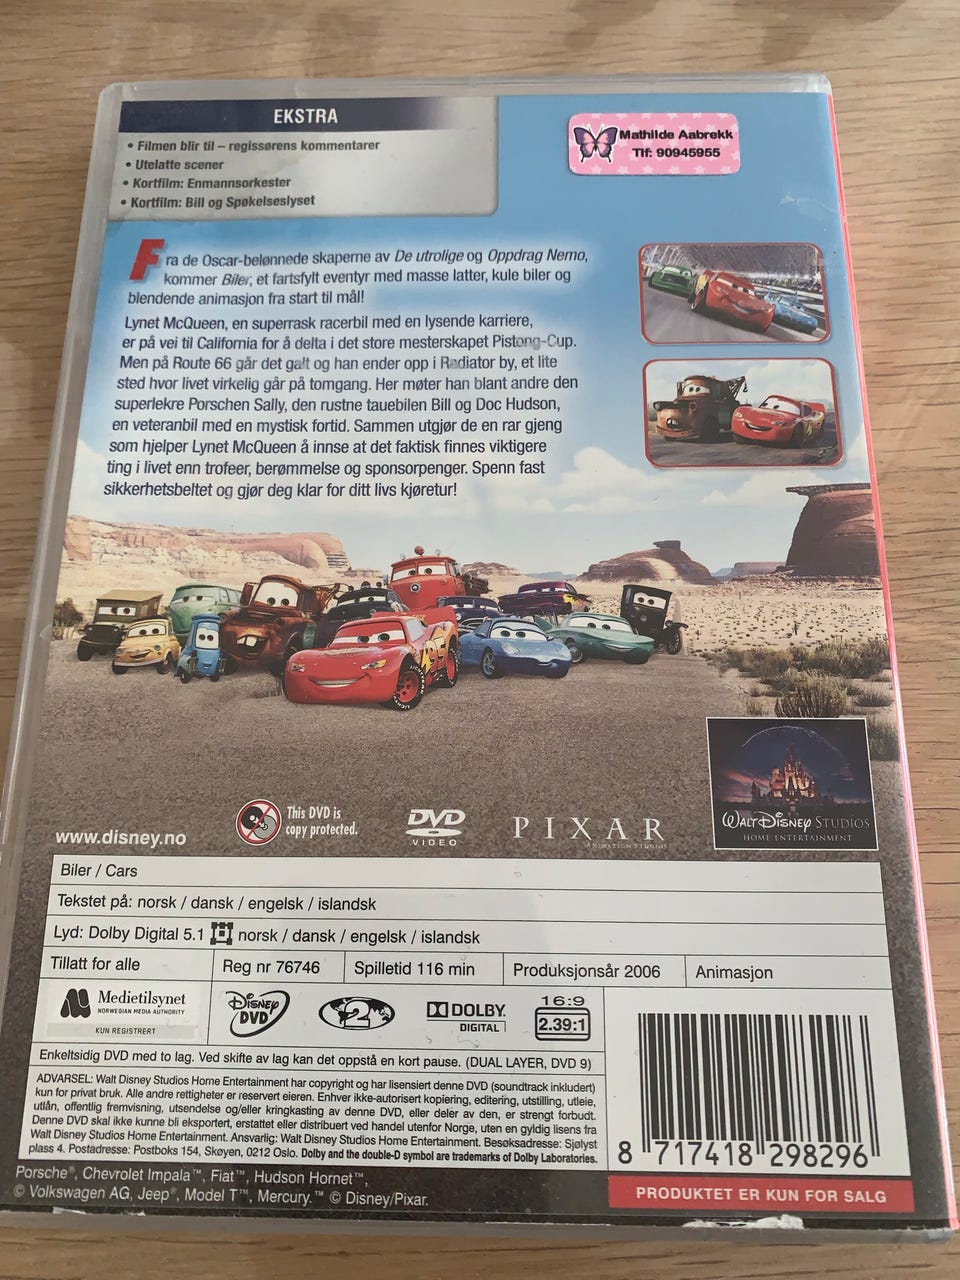 EKSTRA
• Filmen blir til – regissørens kommentarer
• Utelatte scener
• Kortfilm: Enmannsorkester
• Kortfilm: Bill og Spøkelseslyset
Mathilde Aabrekk
Tlf: 90945955
Fra de Oscar-belønnede skaperne av De utrolige og Oppdrag Nemo,
kommer Biler, et fartsfylt eventyr med masse latter, kule biler og
blendende animasjon fra start til mål!
Lynet McQueen, en superrask racerbil med en lysende karriere,
er på vei til California for å delta i det store mesterskapet Pistong-Cup.
Men på Route 66 går det galt og han ender opp i Radiator by, et lite
sted hvor livet virkelig går på tomgang. Her møter han blant andre den
superlekre Porschen Sally, den rustne tauebilen Bill og Doc Hudson,
en veteranbil med en mystisk fortid. Sammen utgjør de en rar gjeng
som hjelper Lynet McQueen å innse at det faktisk finnes viktigere
ting i livet enn trofeer, berømmelse og sponsorpenger. Spenn fast
sikkerhetsbeltet og gjør deg klar for ditt livs kjøretur!
www.disney.no
This DVD is
copy protected.
DVD
VIDEO
PIXAR
ANIMATION STUDIOS
WALT DISNEY STUDIOS
HOME ENTERTAINMENT
Biler / Cars
Tekstet på: norsk / dansk / engelsk / islandsk
Lyd: Dolby Digital 5.1 norsk / dansk / engelsk / islandsk
Tillatt for alle
Reg nr 76746
Spilletid 116 min
Produksjonsår 2006
Animasjon
Medietilsynet
NORWEGIAN MEDIA AUTHORITY
KUN REGISTRERT
Disney
DVD
2
DOLBY
DIGITAL
16:9
2.39:1
Enkeltsidig DVD med to lag. Ved skifte av lag kan det oppstå en kort pause. (DUAL LAYER, DVD 9)
ADVARSEL: Walt Disney Studios Home Entertainment har copyright og har lisensiert denne DVD (soundtrack inkludert)
kun for privat bruk. Alle andre rettigheter er reservert eieren. Enhver ikke-autorisert kopiering, editering, utstilling, utleie,
utlån, offentlig fremvisning, utsendelse og/eller kringkasting av denne DVD, eller deler av den, er strengt forbudt.
Denne DVD skal ikke kunne bli eksportert, erstattet eller distribuert ved handel utenfor Norge, uten en gyldig lisens fra
Walt Disney Studios Home Entertainment. Ansvarlig: Walt Disney Studios Home Entertainment. Besøksadresse: Sjølyst
plass 4. Postadresse: Postboks 154, Skøyen, 0212 Oslo. Dolby and the double-D symbol are trademarks of Dolby Laboratories.
8 717418 298296
Porsche®, Chevrolet Impala™, Fiat™, Hudson Hornet™,
© Volkswagen AG, Jeep®, Model T™, Mercury.™ © Disney/Pixar.
PRODUKTET ER KUN FOR SALG